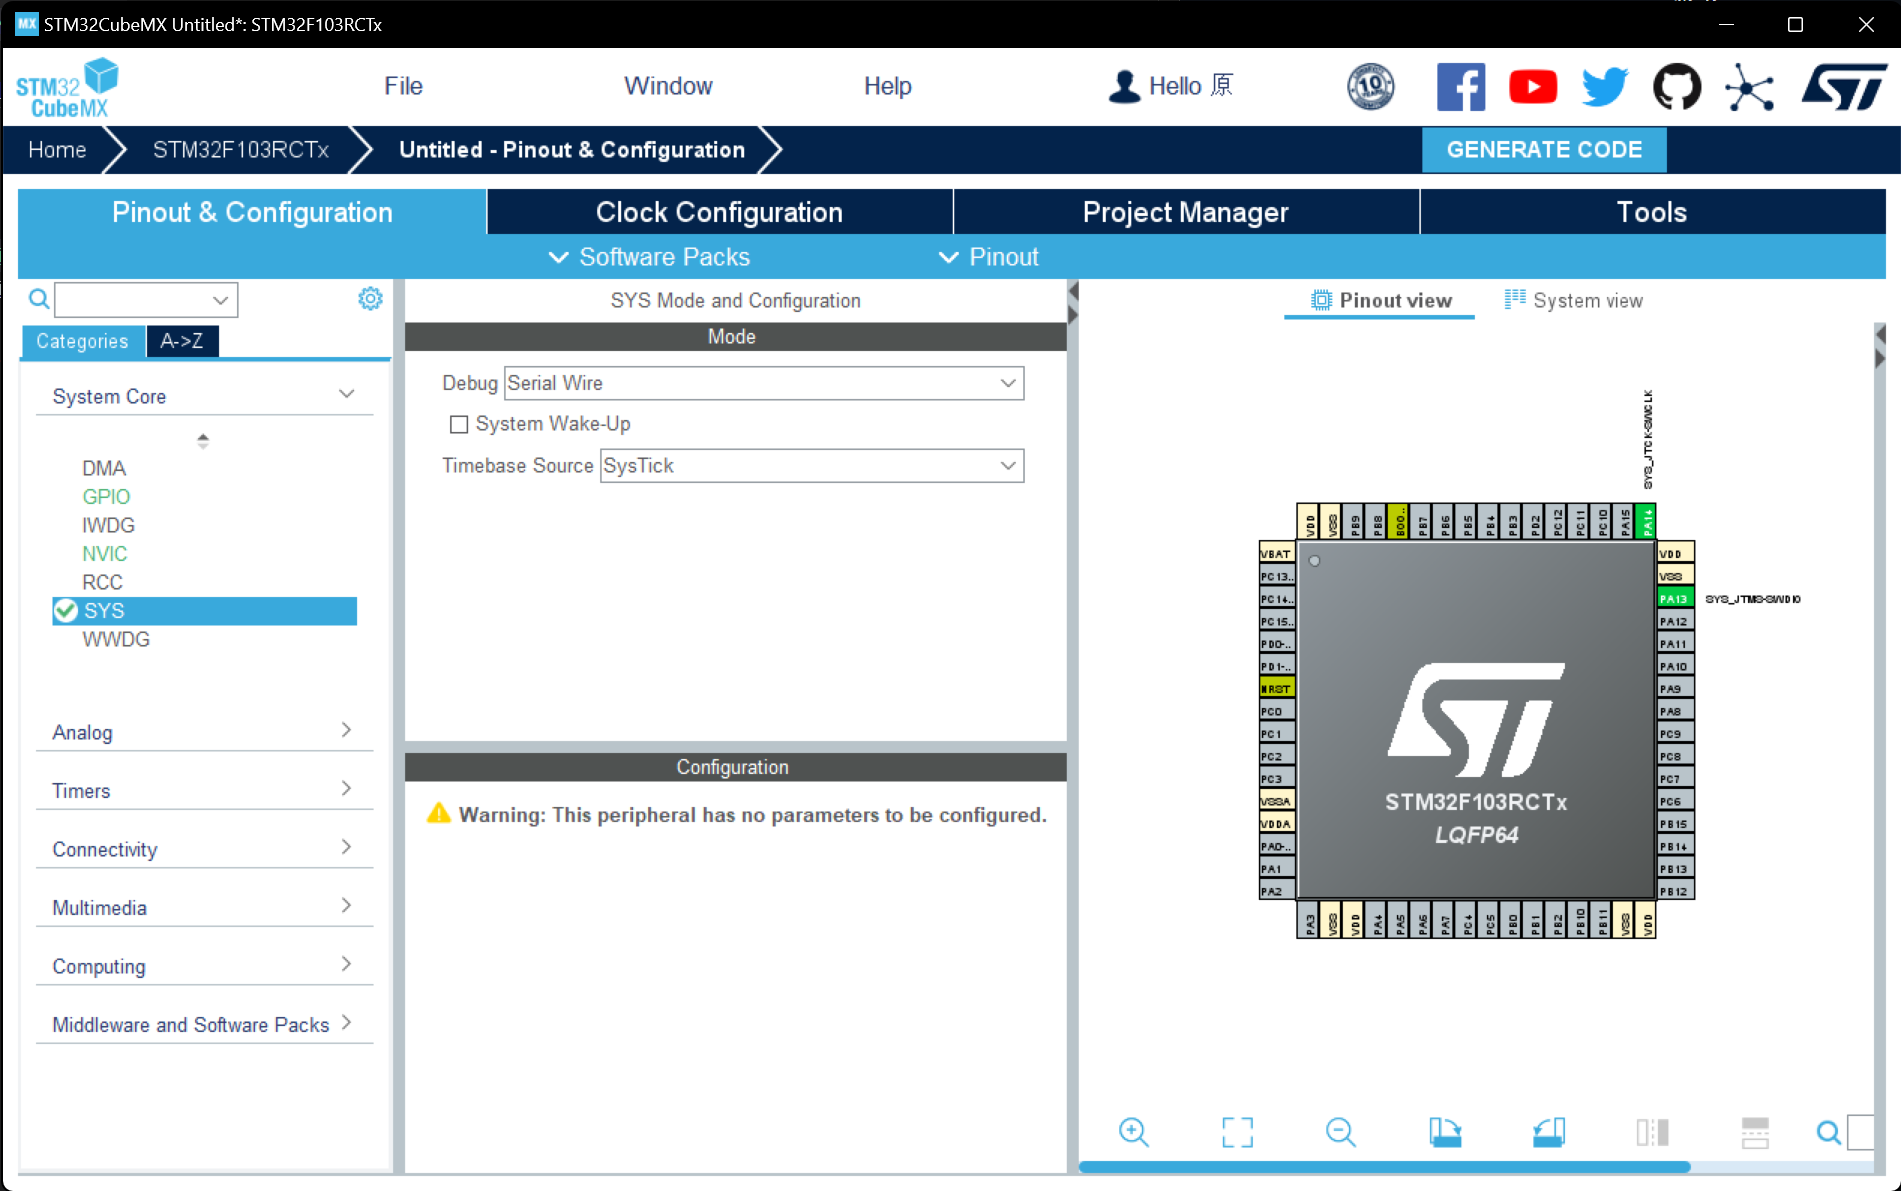 MX STM32CubeMX Untitled*: STM32F103RCTx
STM32 CubeMX
File
Window
Help
Hello 原
10
Home
STM32F103RCTx
Untitled - Pinout & Configuration
GENERATE CODE
Pinout & Configuration
Clock Configuration
Project Manager
Tools
Software Packs
Pinout
Categories
A->Z
System Core
DMA
GPIO
IWDG
NVIC
RCC
SYS
WWDG
Analog
Timers
Connectivity
Multimedia
Computing
Middleware and Software Packs
SYS Mode and Configuration
Mode
Debug Serial Wire
System Wake-Up
Timebase Source SysTick
Configuration
Warning: This peripheral has no parameters to be configured.
Pinout view
System view
SYS_JTCK-SWCLK
VDD VSS PB9 PB8 BOO.. PB7 PB6 PB5 PB4 PB3 PD2 PC12 PC11 PC10 PA15 PA14
VBAT
PC13..
PC14..
PC15..
PD0-..
PD1-..
NRST
PC0
PC1
PC2
PC3
VSSA
VDDA
PA0-..
PA1
PA2
STM32F103RCTx
LQFP64
VDD
VSS
PA13 SYS_JTMS-SWDIO
PA12
PA11
PA10
PA9
PA8
PC9
PC8
PC7
PC6
PB15
PB14
PB13
PB12
PA3 VSS VDD PA4 PA5 PA6 PA7 PC4 PC5 PB0 PB1 PB2 PB10 PB11 VSS VDD